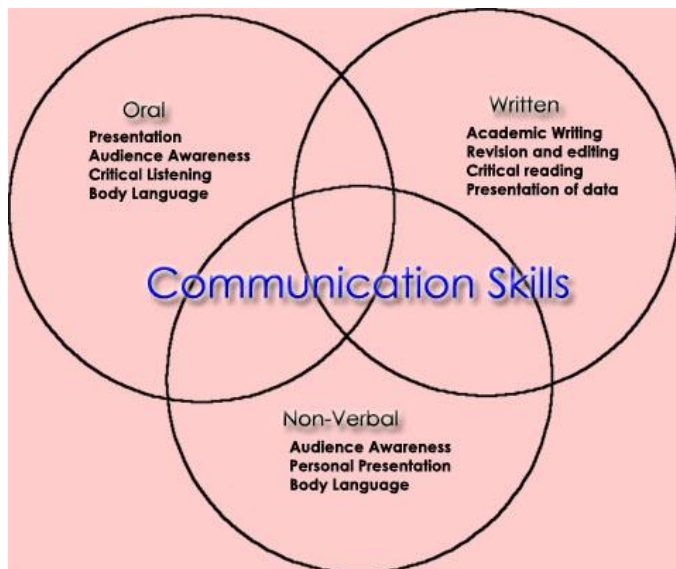 Oral
Presentation
Audience Awareness
Critical Listening
Body Language
Written
Academic Writing
Revision and editing
Critical reading
Presentation of data
Communication Skills
Non-Verbal
Audience Awareness
Personal Presentation
Body Language